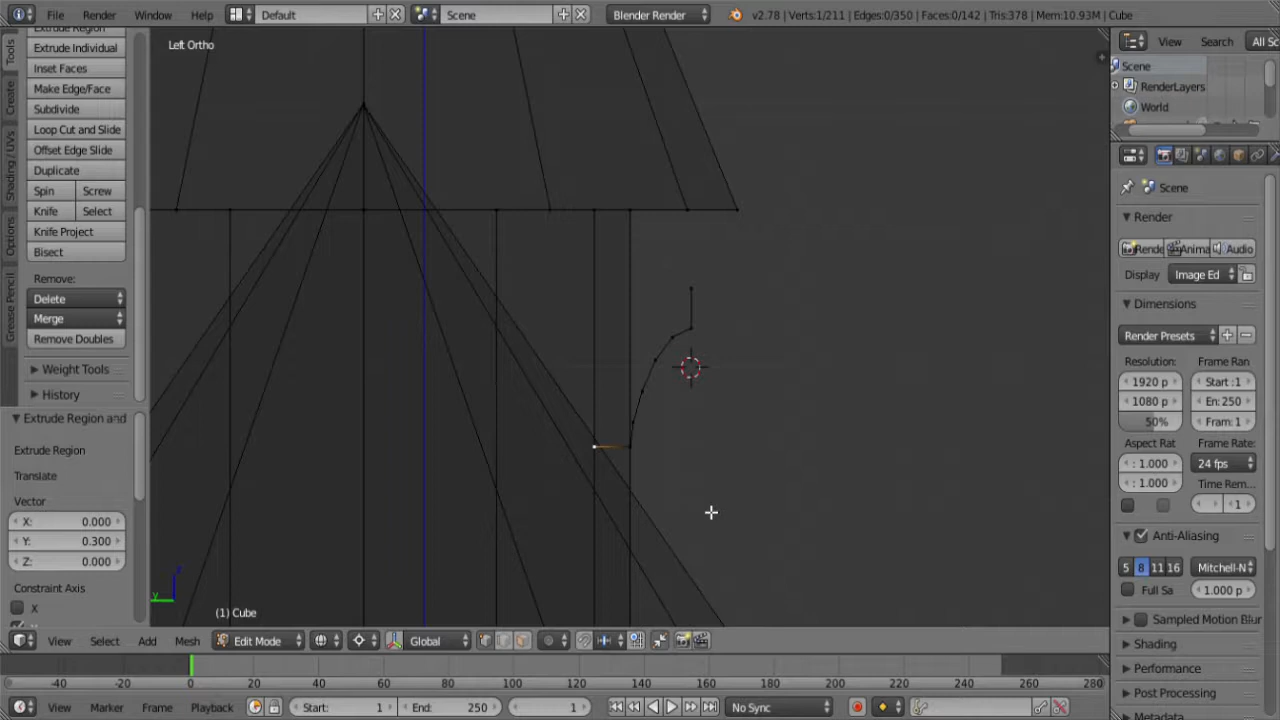 File Render Window Help Default Scene Blender Render v2.78 | Verts:1/211 | Edges:0/350 | Faces:0/142 | Tris:378 | Mem:10.93M | Cube
Left Ortho
Tools
Create
Shading / UVs
Options
Grease Pencil
Extrude Region
Extrude Individual
Inset Faces
Make Edge/Face
Subdivide
Loop Cut and Slide
Offset Edge Slide
Duplicate
Spin Screw
Knife Select
Knife Project
Bisect
Remove:
Delete
Merge
Remove Doubles
Weight Tools
History
Extrude Region and
Extrude Region
Translate
Vector
X: 0.000
Y: 0.300
Z: 0.000
Constraint Axis
X
z
y
(1) Cube
View Select Add Mesh Edit Mode Global
-40 -20 0 20 40 60 80 100 120 140 160 180 200 220 240 260 280
View Marker Frame Playback Start: 1 End: 250 1 No Sync
View Search All Sc
Scene
RenderLayers
World
Scene
Render
Rende Anima Audio
Display Image Ed
Dimensions
Render Presets
Resolution: Frame Ran
1920 p Start :1
1080 p En: 250
50% Fram: 1
Aspect Rat Frame Rate:
: 1.000 24 fps
: 1.000 Time Rem...
1
Anti-Aliasing
5 8 11 16 Mitchell-N
Full Sa 1.000 p
Sampled Motion Blur
Shading
Performance
Post Processing
Metadata